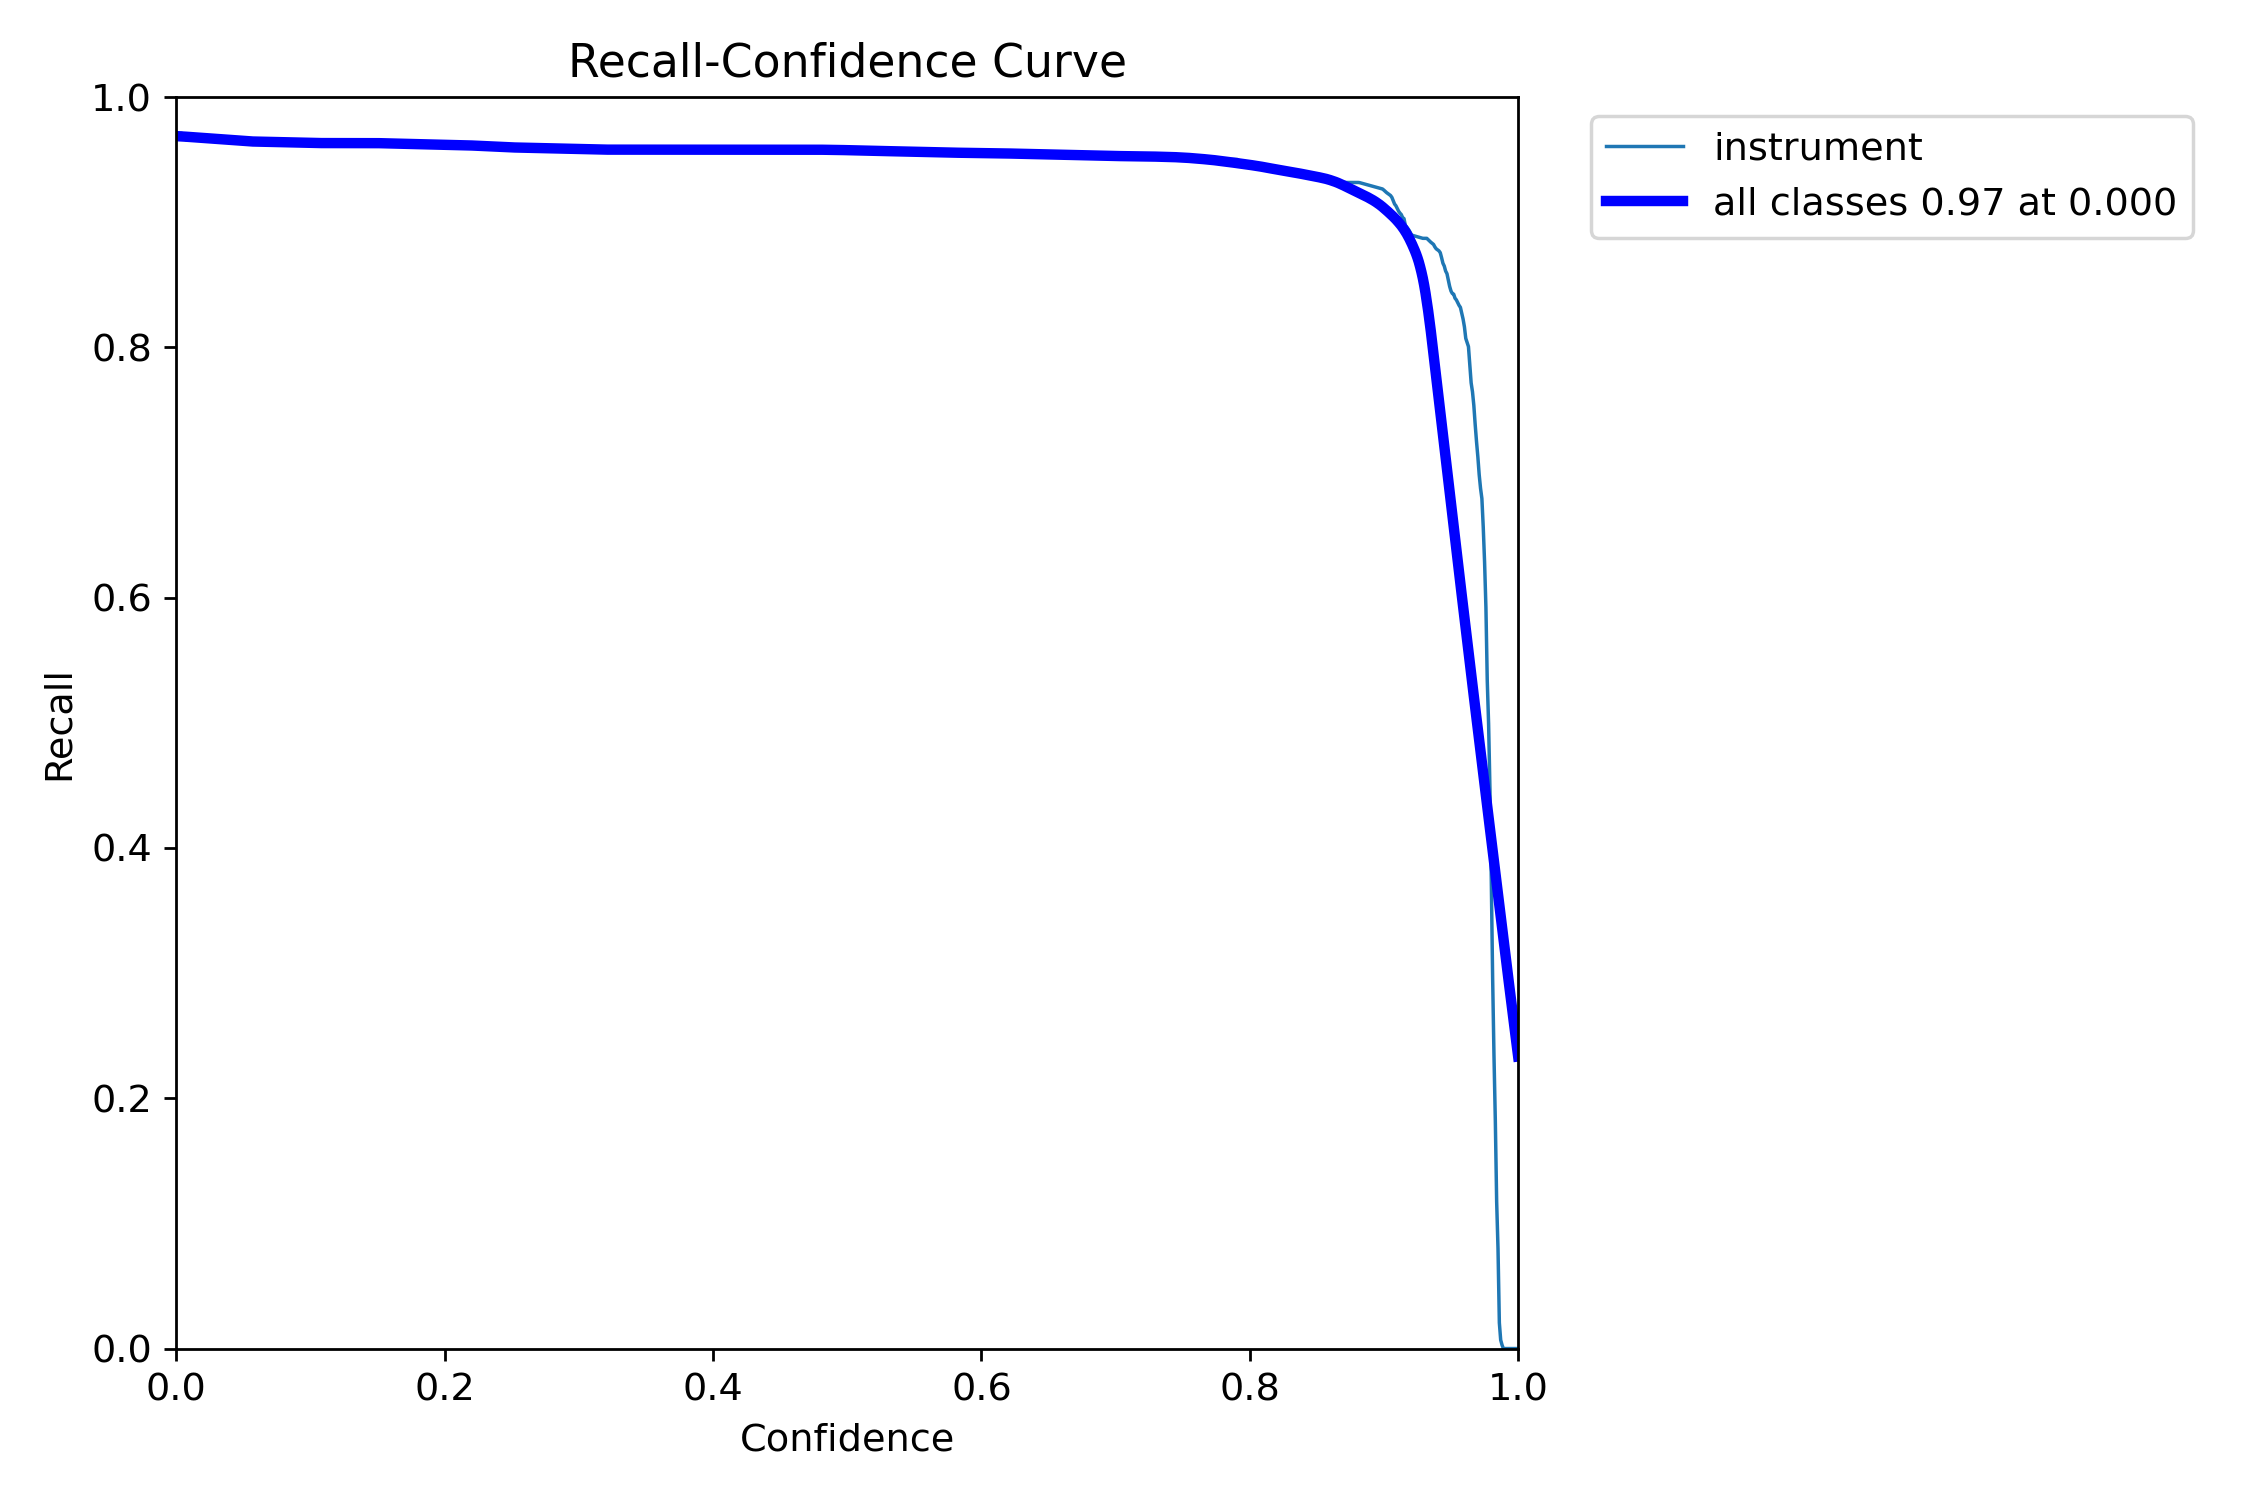 Recall-Confidence Curve
instrument
all classes 0.97 at 0.000
1.0
0.8
0.6
0.4
0.2
0.0
Recall
0.0 0.2 0.4 0.6 0.8 1.0
Confidence